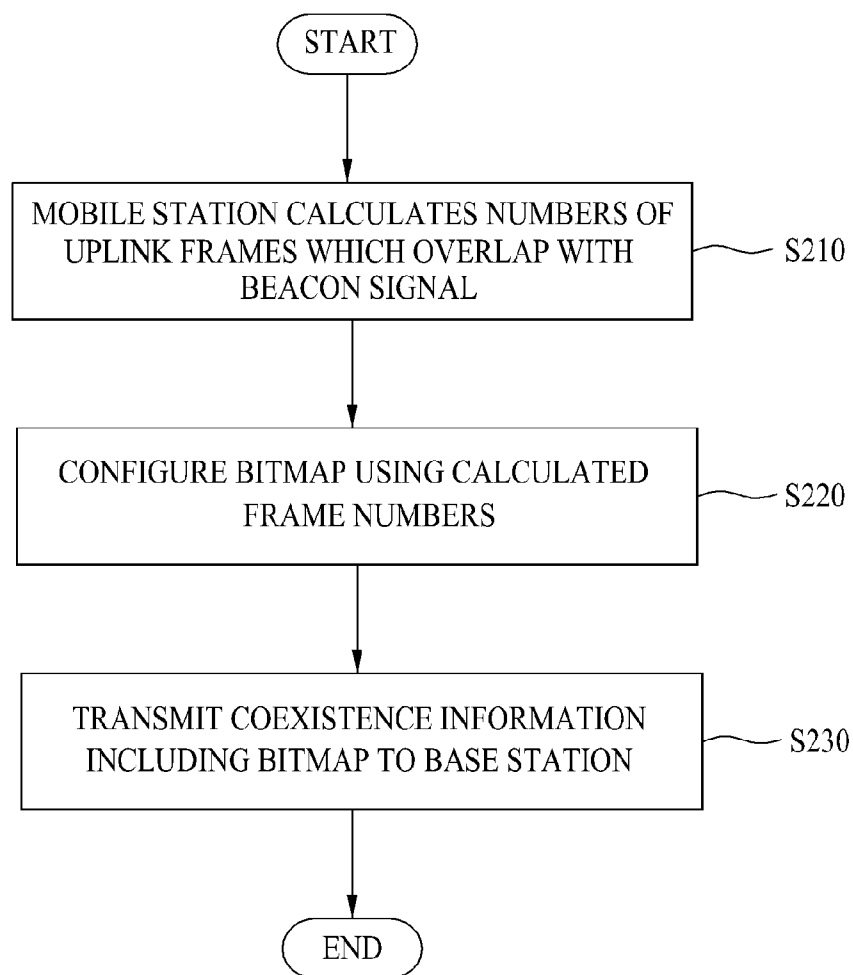 START
MOBILE STATION CALCULATES NUMBERS OF
UPLINK FRAMES WHICH OVERLAP WITH
BEACON SIGNAL
S210
CONFIGURE BITMAP USING CALCULATED
FRAME NUMBERS
S220
TRANSMIT COEXISTENCE INFORMATION
INCLUDING BITMAP TO BASE STATION
S230
END